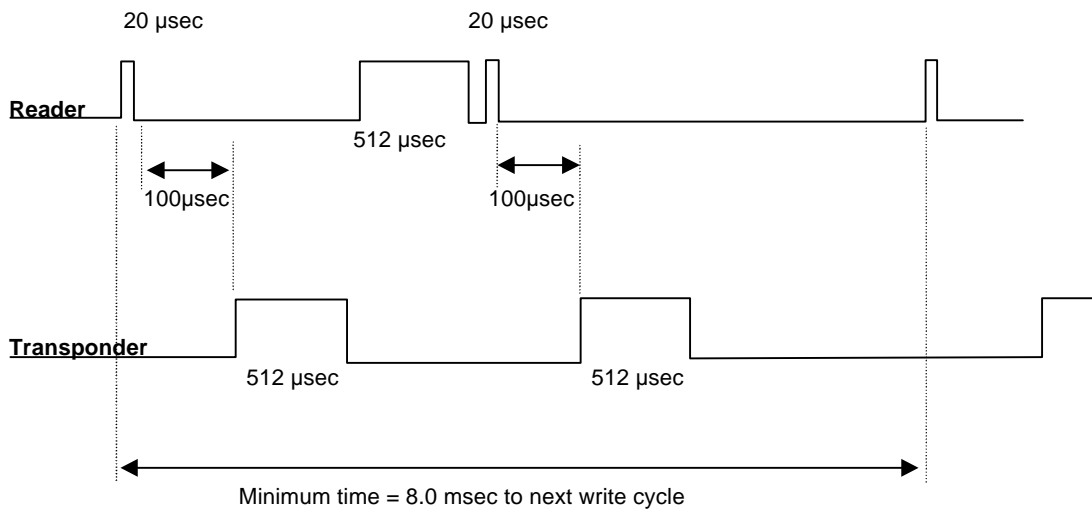 20 µsec 20 µsec
Reader
512 µsec
100µsec 100µsec
Transponder
512 µsec 512 µsec
Minimum time = 8.0 msec to next write cycle